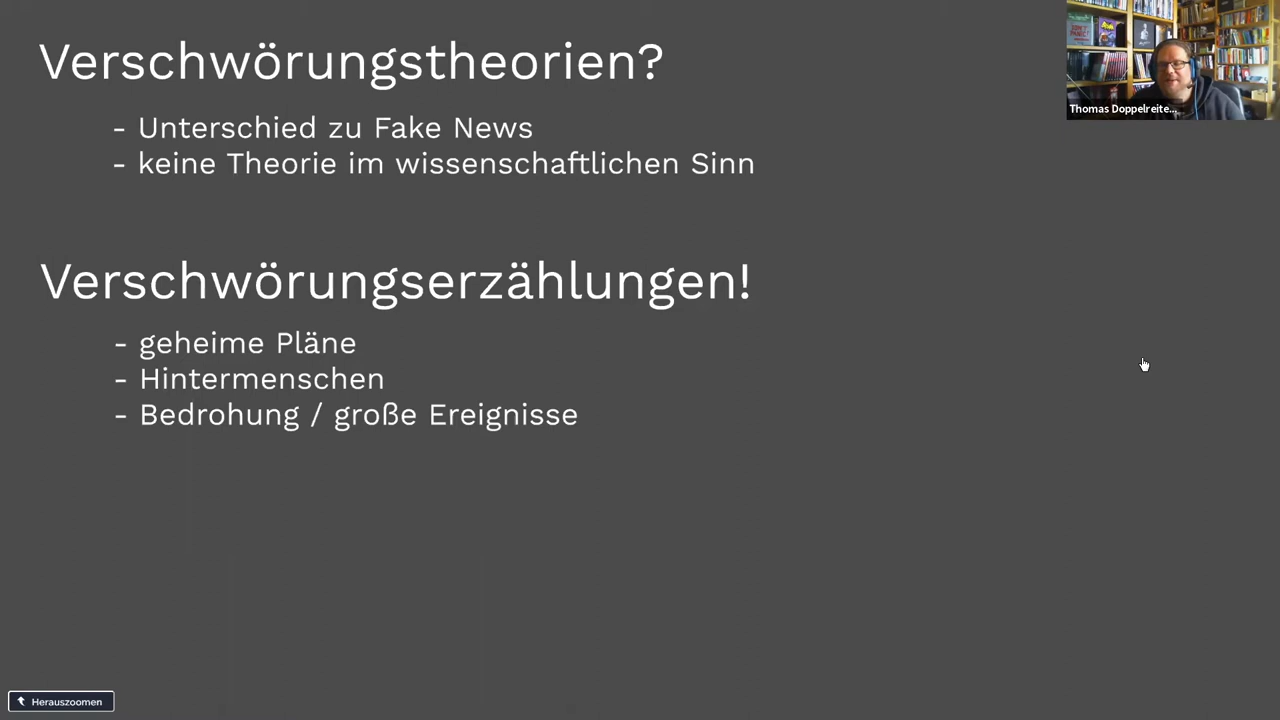 Verschwörungstheorien?
- Unterschied zu Fake News
- keine Theorie im wissenschaftlichen Sinn
Thomas Doppelreite...
Verschwörungserzählungen!
- geheime Pläne
- Hintermenschen
- Bedrohung / große Ereignisse
Herauszoomen